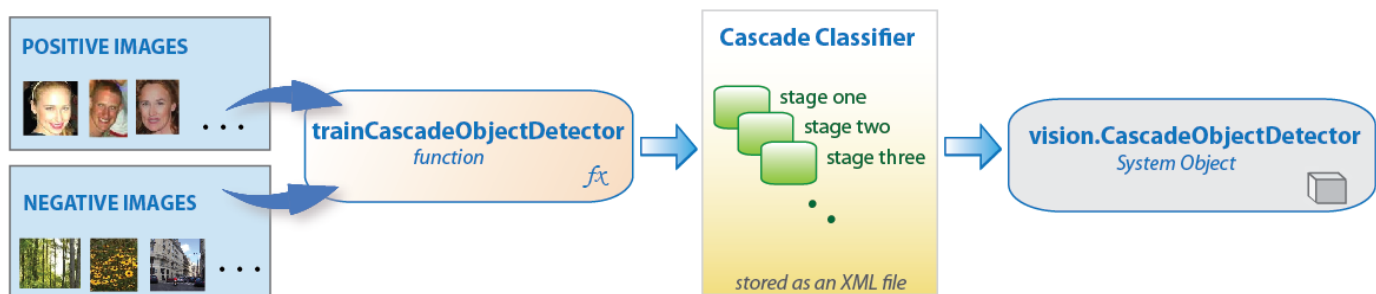 POSITIVE IMAGES
. . .
NEGATIVE IMAGES
. . .
trainCascadeObjectDetector
function
fx
Cascade Classifier
stage one
stage two
stage three
stored as an XML file
vision.CascadeObjectDetector
System Object